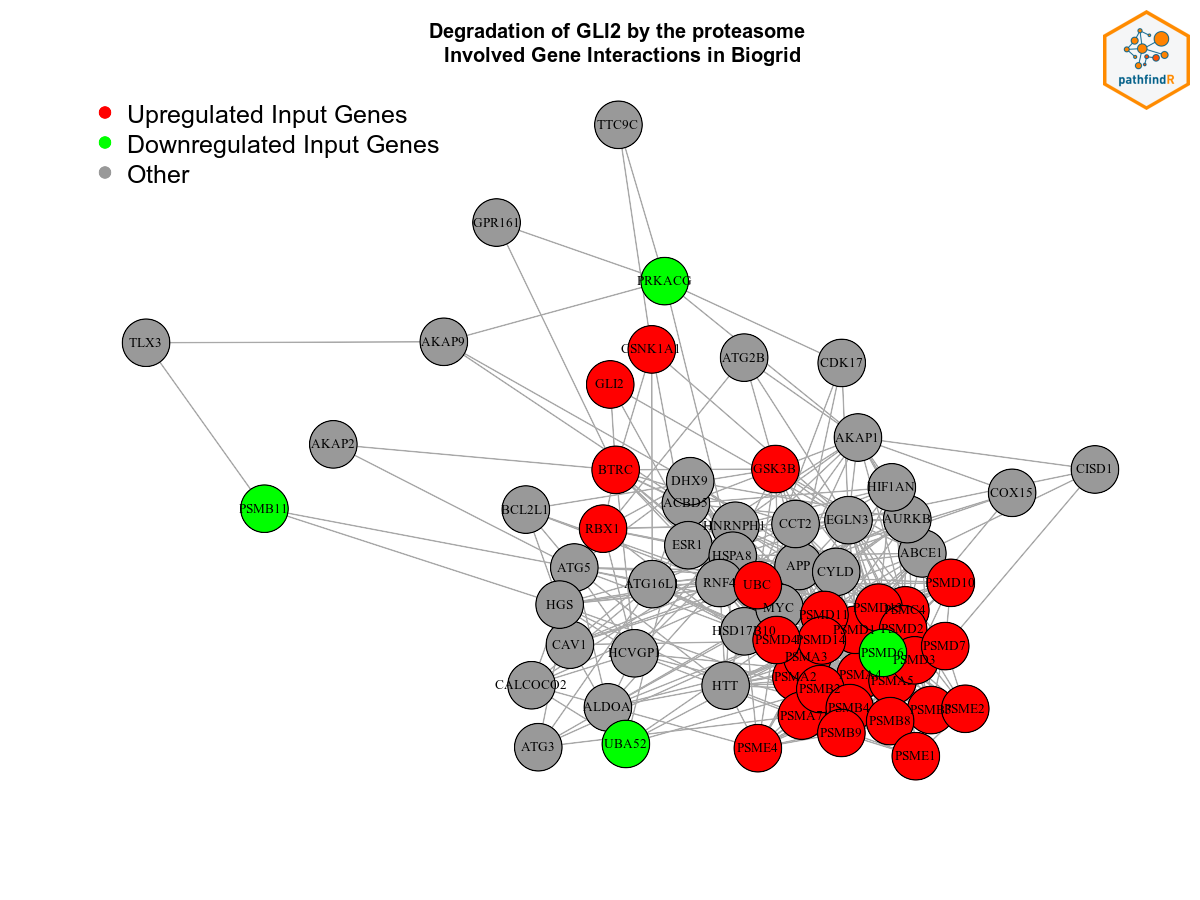 Degradation of GLI2 by the proteasome
Involved Gene Interactions in Biogrid
pathfindR
Upregulated Input Genes
Downregulated Input Genes
Other
TTC9C
GPR161
PRKACG
TLX3
AKAP9
CSNK1A1
ATG2B
CDK17
GLI2
AKAP2
AKAP1
BTRC
GSK3B
CISD1
DHX9
HIF1AN
COX15
PSMB11
BCL2L1
ACBD5
RBX1
HNRNPH1
CCT2
EGLN3
AURKB
ESR1
HSPA8
ABCE1
ATG5
APP
CYLD
ATG16L1
RNF4
UBC
PSMD10
HGS
MYC
PSMD11
PSMC4
HSD17B10
PSMD1
PSMD2
PSMD4
PSMD14
CAV1
HCVGP1
PSMA3
PSMD6
PSMD3
PSMD7
CALCOCO2
HTT
PSMA2
PSMA4
PSMA5
PSMB2
ALDOA
PSMA7
PSMB4
PSME2
PSMB8
UBA52
ATG3
PSME4
PSMB9
PSME1